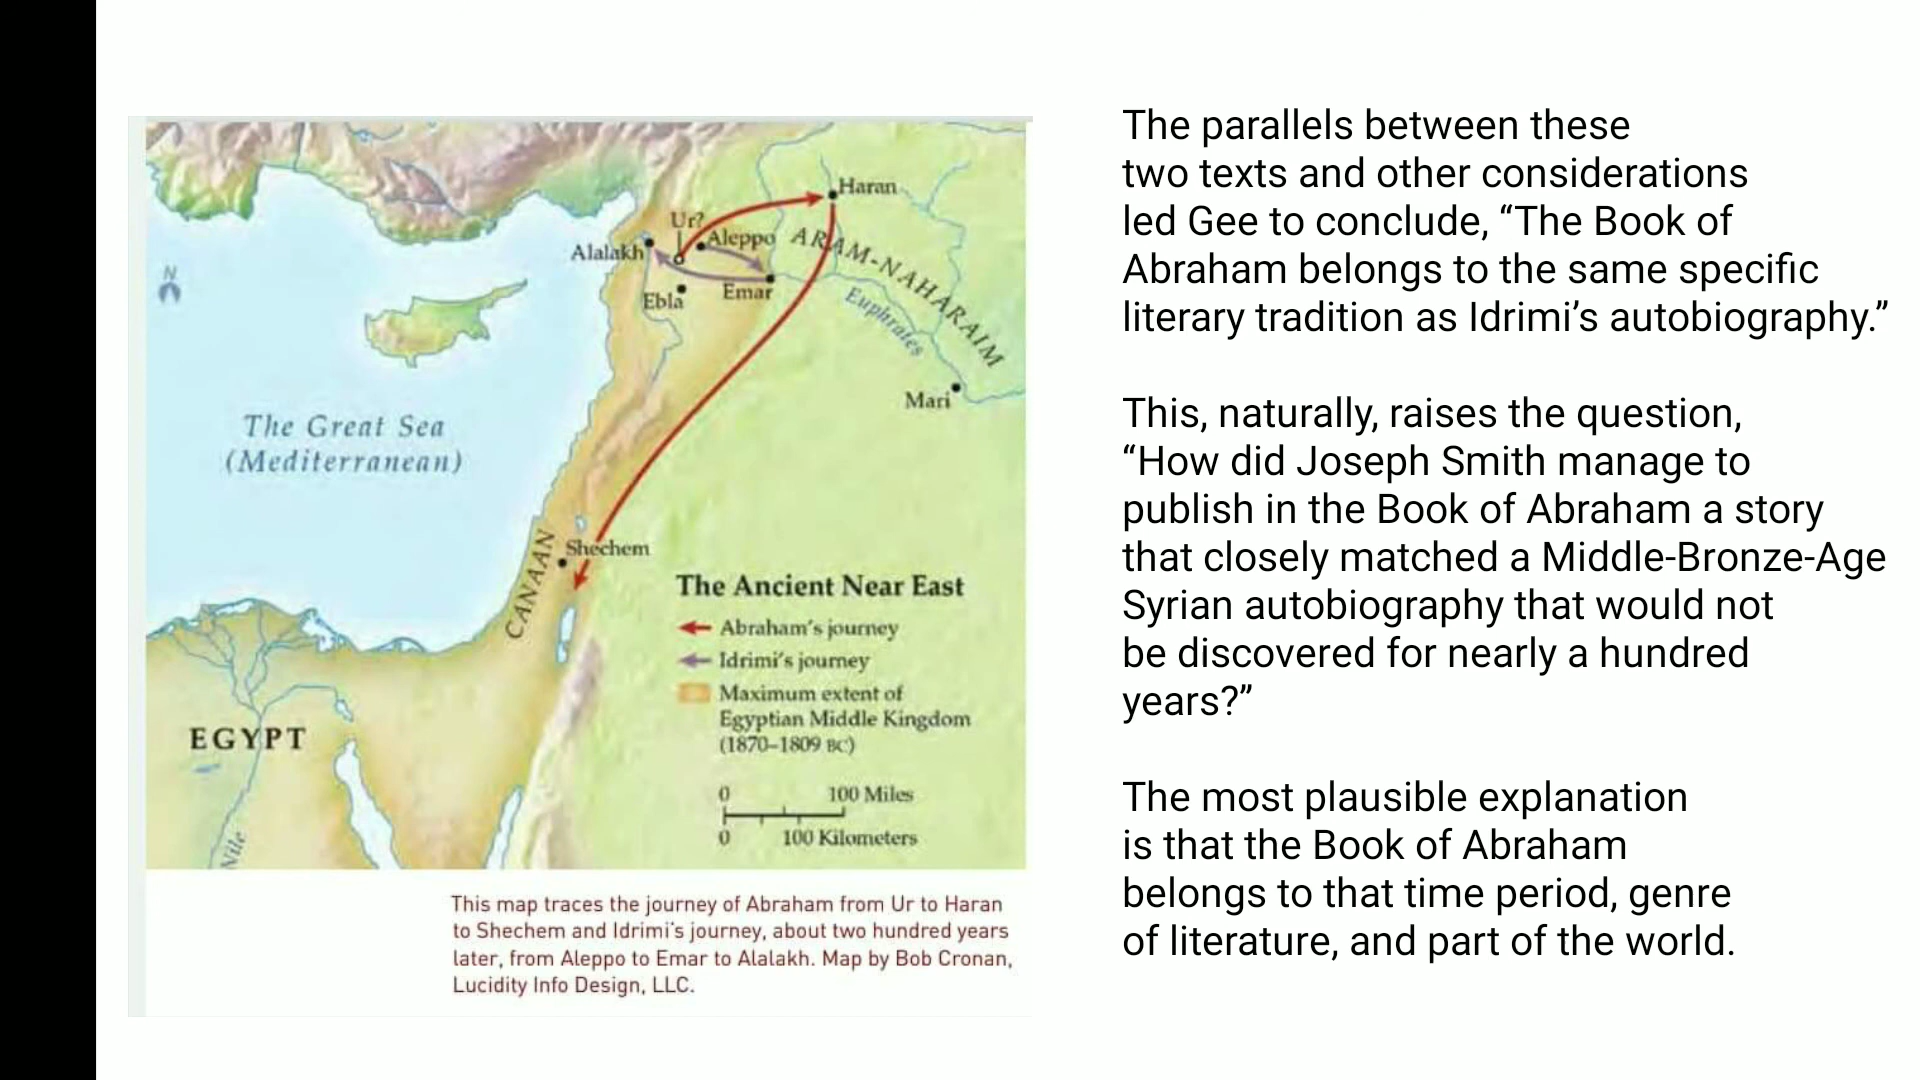 Haran
Ur?
Aleppo
ARAM-NAHARAIM
Alalakh
N
Ebla
Emar
Euphrates
Mari
The Great Sea
(Mediterranean)
CANAAN
Shechem
The Ancient Near East
Abraham's journey
Idrimi's journey
Maximum extent of
Egyptian Middle Kingdom
(1870–1809 BC)
EGYPT
Nile
0 100 Miles
0 100 Kilometers
This map traces the journey of Abraham from Ur to Haran
to Shechem and Idrimi's journey, about two hundred years
later, from Aleppo to Emar to Alalakh. Map by Bob Cronan,
Lucidity Info Design, LLC.
The parallels between these
two texts and other considerations
led Gee to conclude, “The Book of
Abraham belongs to the same specific
literary tradition as Idrimi’s autobiography.”
This, naturally, raises the question,
“How did Joseph Smith manage to
publish in the Book of Abraham a story
that closely matched a Middle-Bronze-Age
Syrian autobiography that would not
be discovered for nearly a hundred
years?”
The most plausible explanation
is that the Book of Abraham
belongs to that time period, genre
of literature, and part of the world.